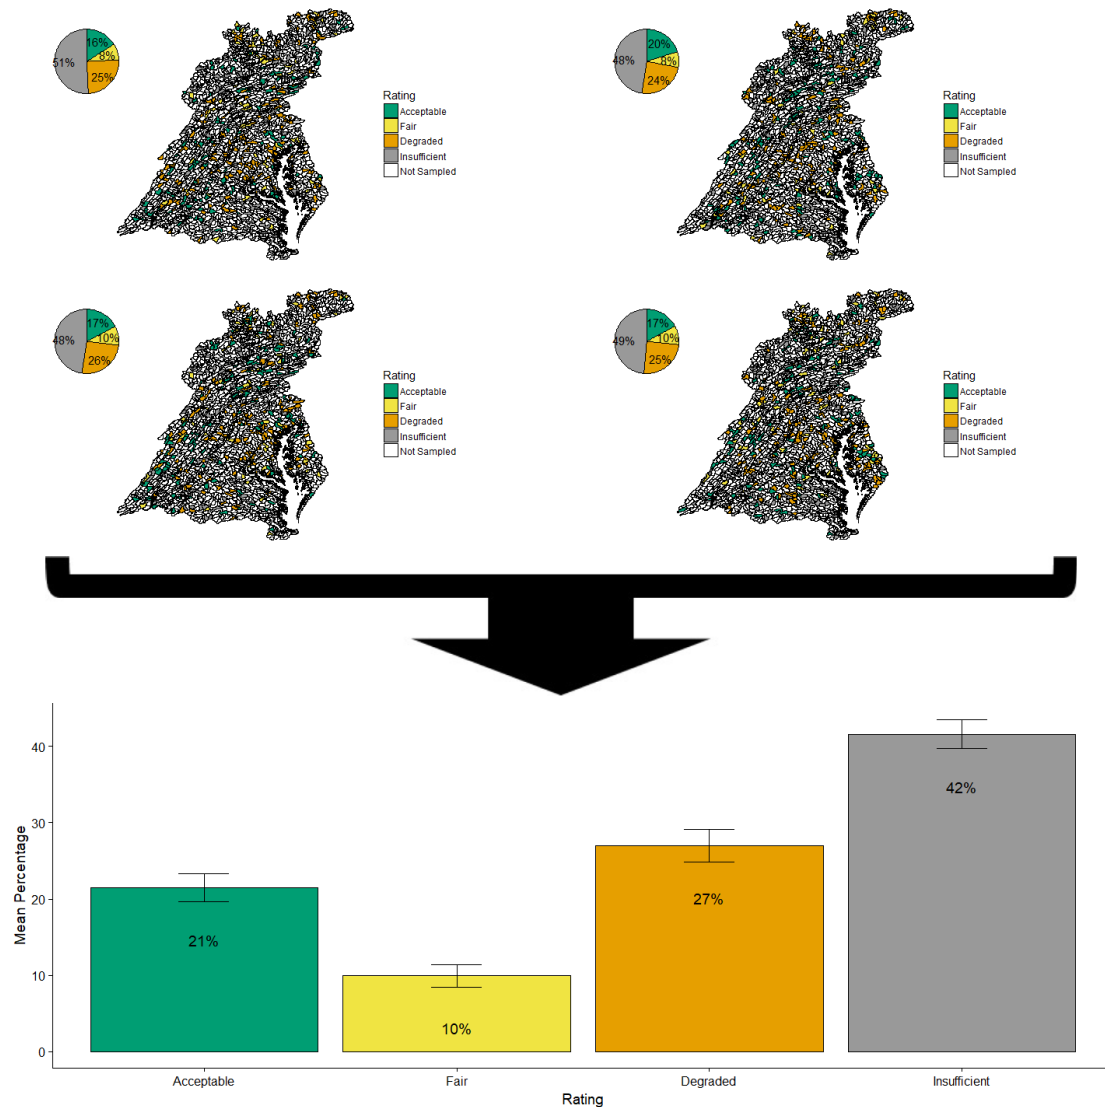 16%
8%
25%
51%
Rating
Acceptable
Fair
Degraded
Insufficient
Not Sampled
20%
8%
24%
48%
Rating
Acceptable
Fair
Degraded
Insufficient
Not Sampled
17%
10%
26%
48%
Rating
Acceptable
Fair
Degraded
Insufficient
Not Sampled
17%
10%
25%
49%
Rating
Acceptable
Fair
Degraded
Insufficient
Not Sampled
Mean Percentage
40
30
20
10
0
21%
10%
27%
42%
Acceptable
Fair
Degraded
Insufficient
Rating